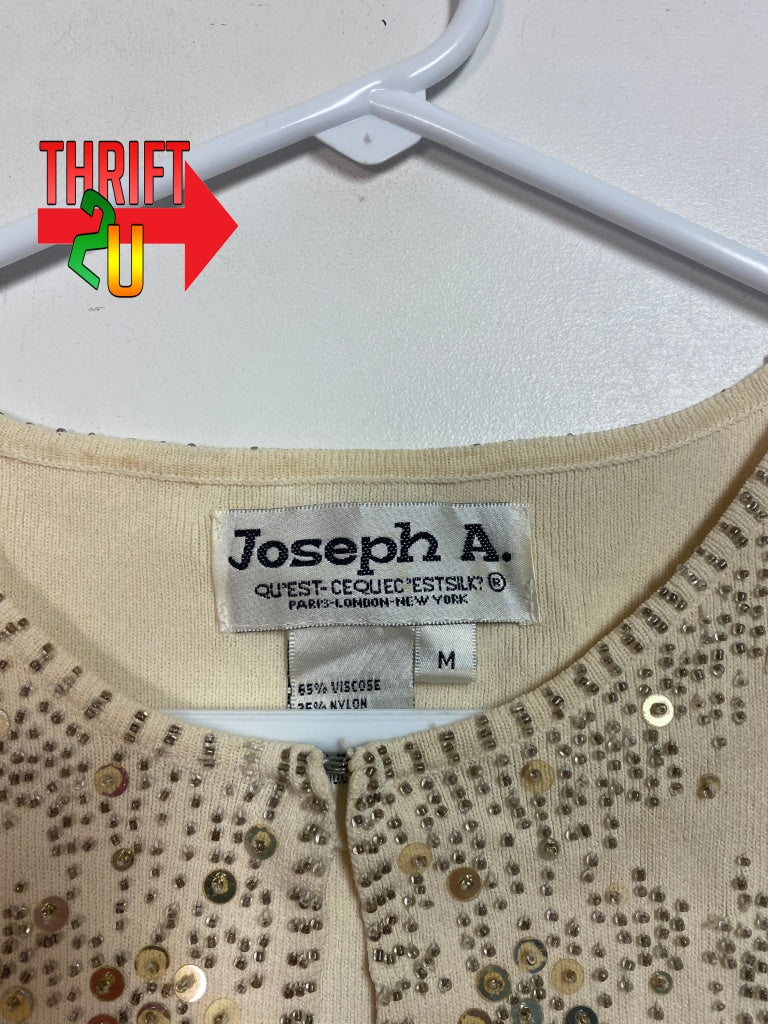 THRIFT
2U
Joseph A.
QU'EST-CEQUEC'ESTSILK?®
PARIS-LONDON-NEW YORK
M
65% VISCOSE
35% NYLON